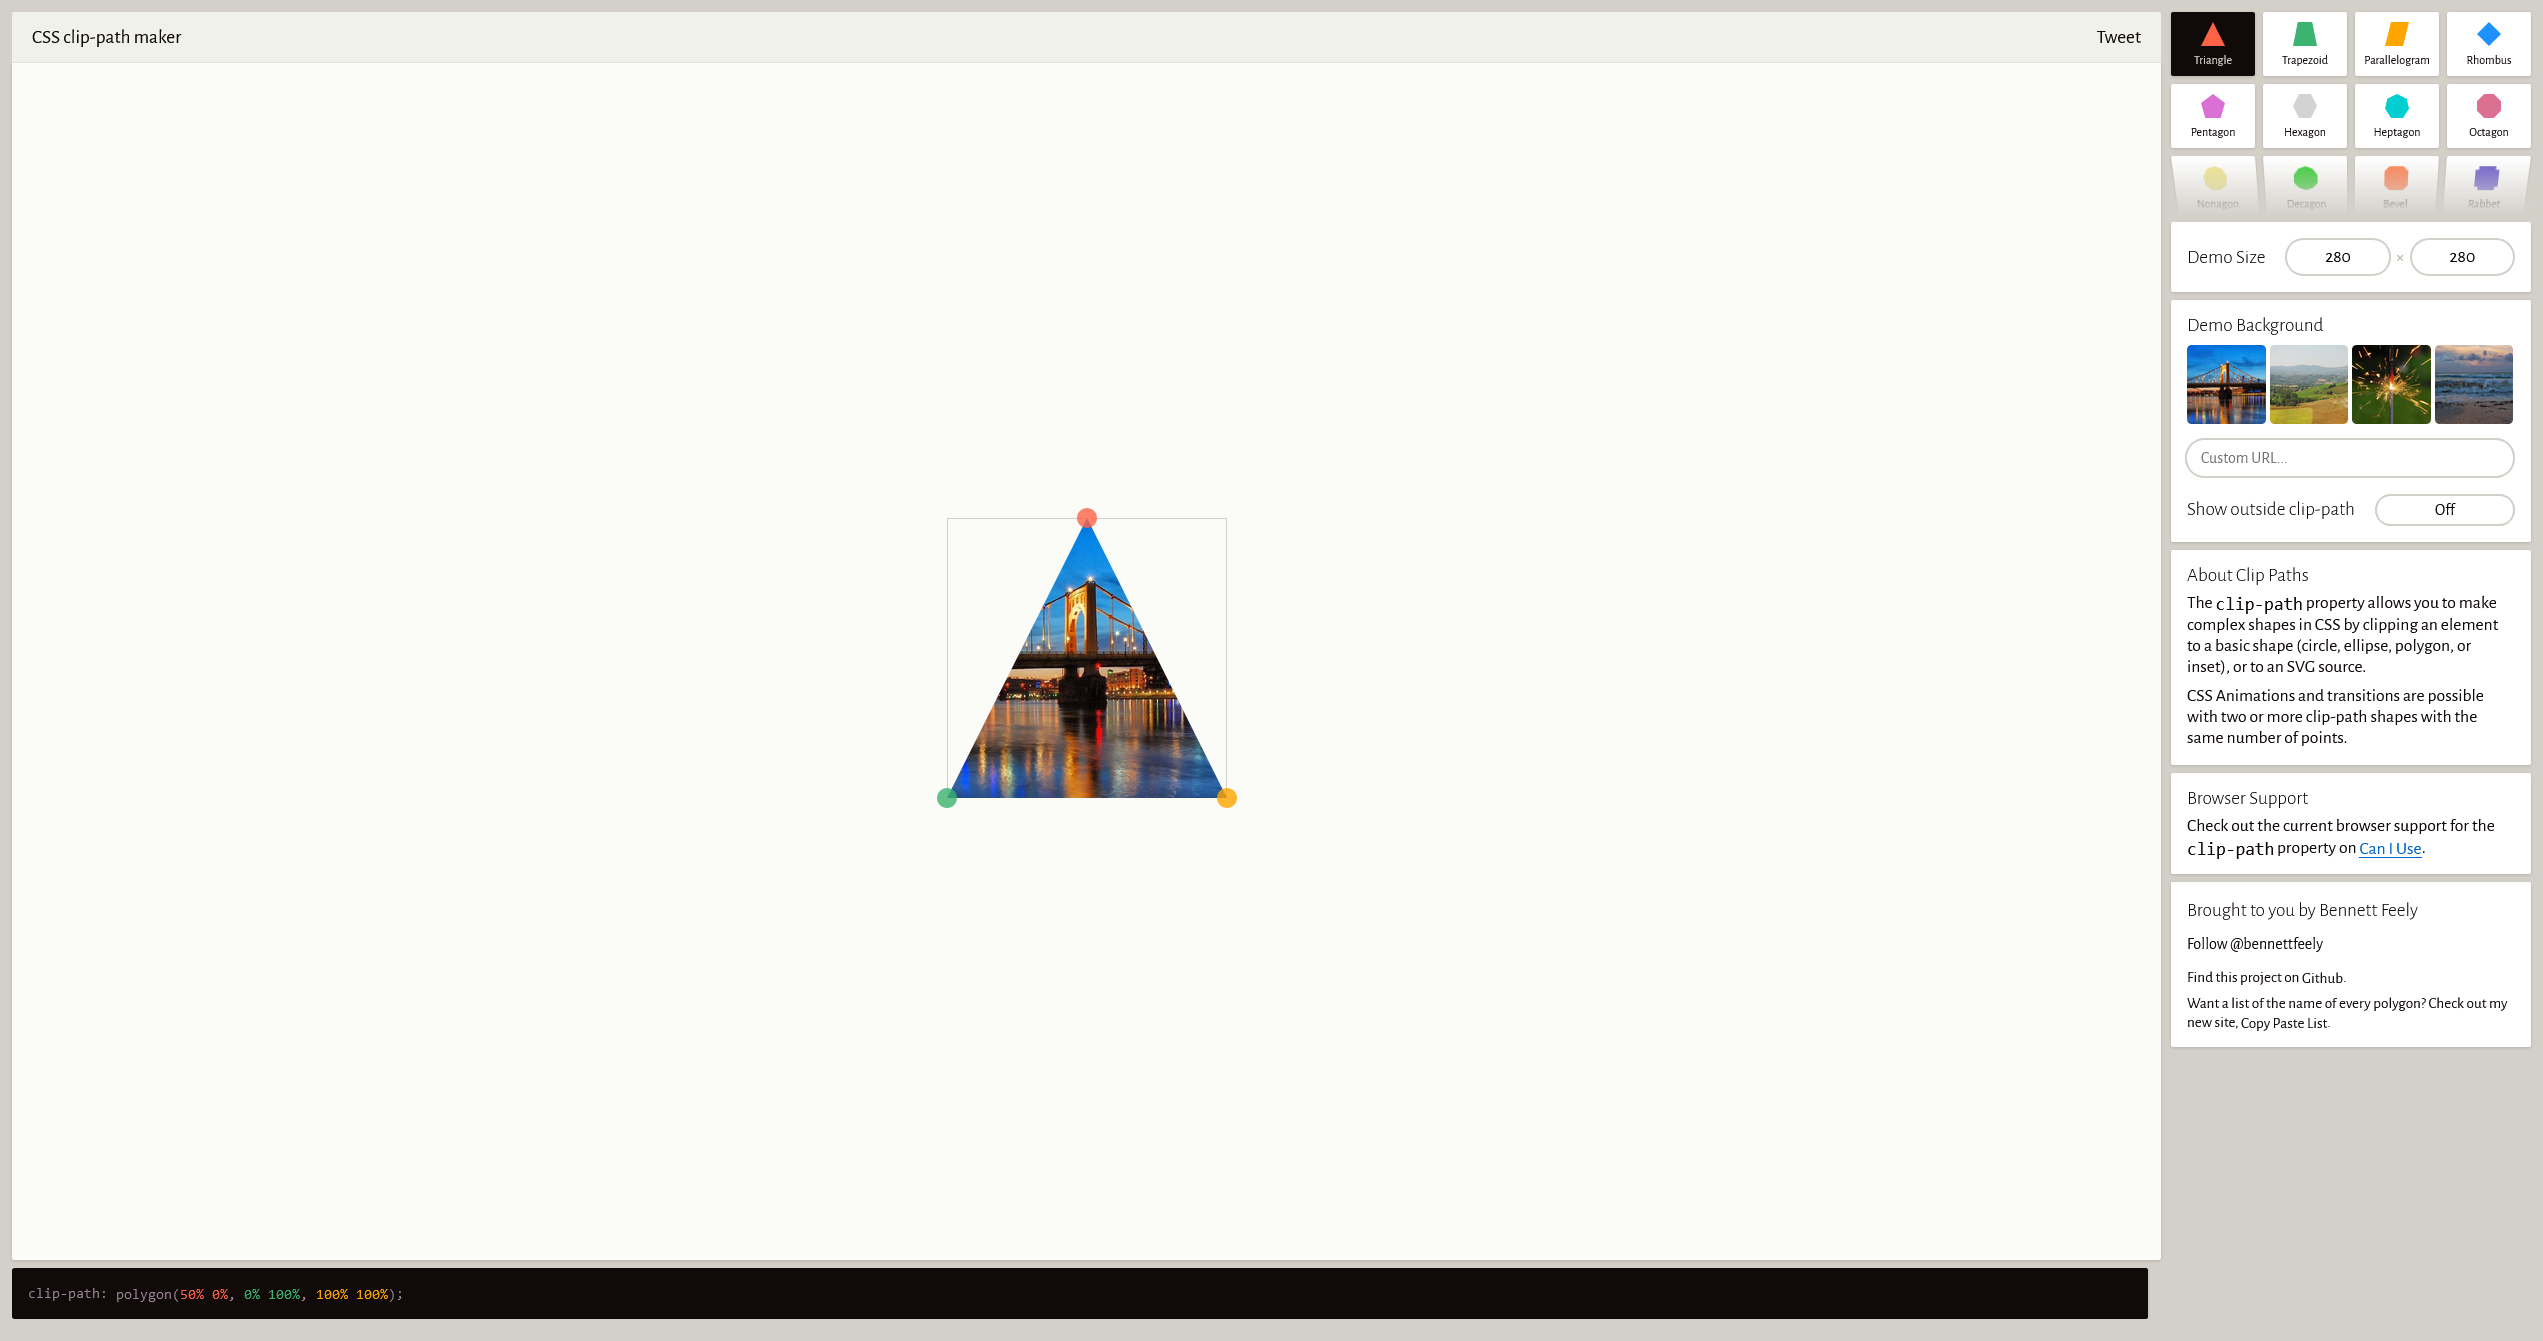 CSS clip-path maker
Tweet
Triangle
Trapezoid
Parallelogram
Rhombus
Pentagon
Hexagon
Heptagon
Octagon
Nonagon
Decagon
Bevel
Rabbet
Demo Size
280
×
280
Demo Background
Custom URL...
Show outside clip-path
Off
About Clip Paths
The clip-path property allows you to make
complex shapes in CSS by clipping an element
to a basic shape (circle, ellipse, polygon, or
inset), or to an SVG source.
CSS Animations and transitions are possible
with two or more clip-path shapes with the
same number of points.
Browser Support
Check out the current browser support for the
clip-path property on Can I Use.
Brought to you by Bennett Feely
Follow @bennettfeely
Find this project on Github.
Want a list of the name of every polygon? Check out my
new site, Copy Paste List.
clip-path: polygon(50% 0%, 0% 100%, 100% 100%);